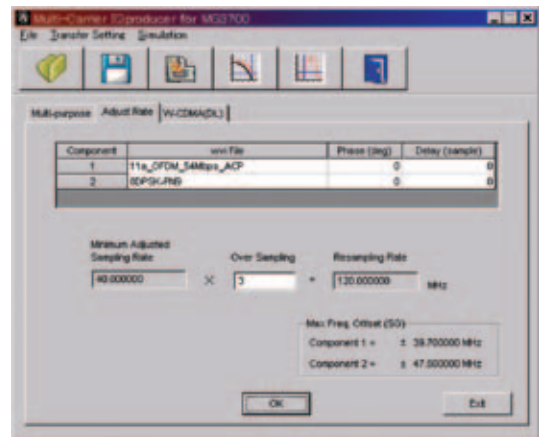 Multi-Carrier IQproducer for MG3700
File Transfer Setting Simulation
Multi-purpose Adjust Rate W-CDMA(DL)
Component wvi File Phase (deg) Delay (sample)
1 11a_OFDM_54Mbps_ACP 0 0
2 8DPSK-PN9 0 0
Minimum Adjusted
Sampling Rate Over Sampling Resampling Rate
40.000000 × 3 = 120.000000 MHz
Max Freq. Offset (SG)
Component 1 = ± 39.700000 MHz
Component 2 = ± 47.500000 MHz
OK Exit